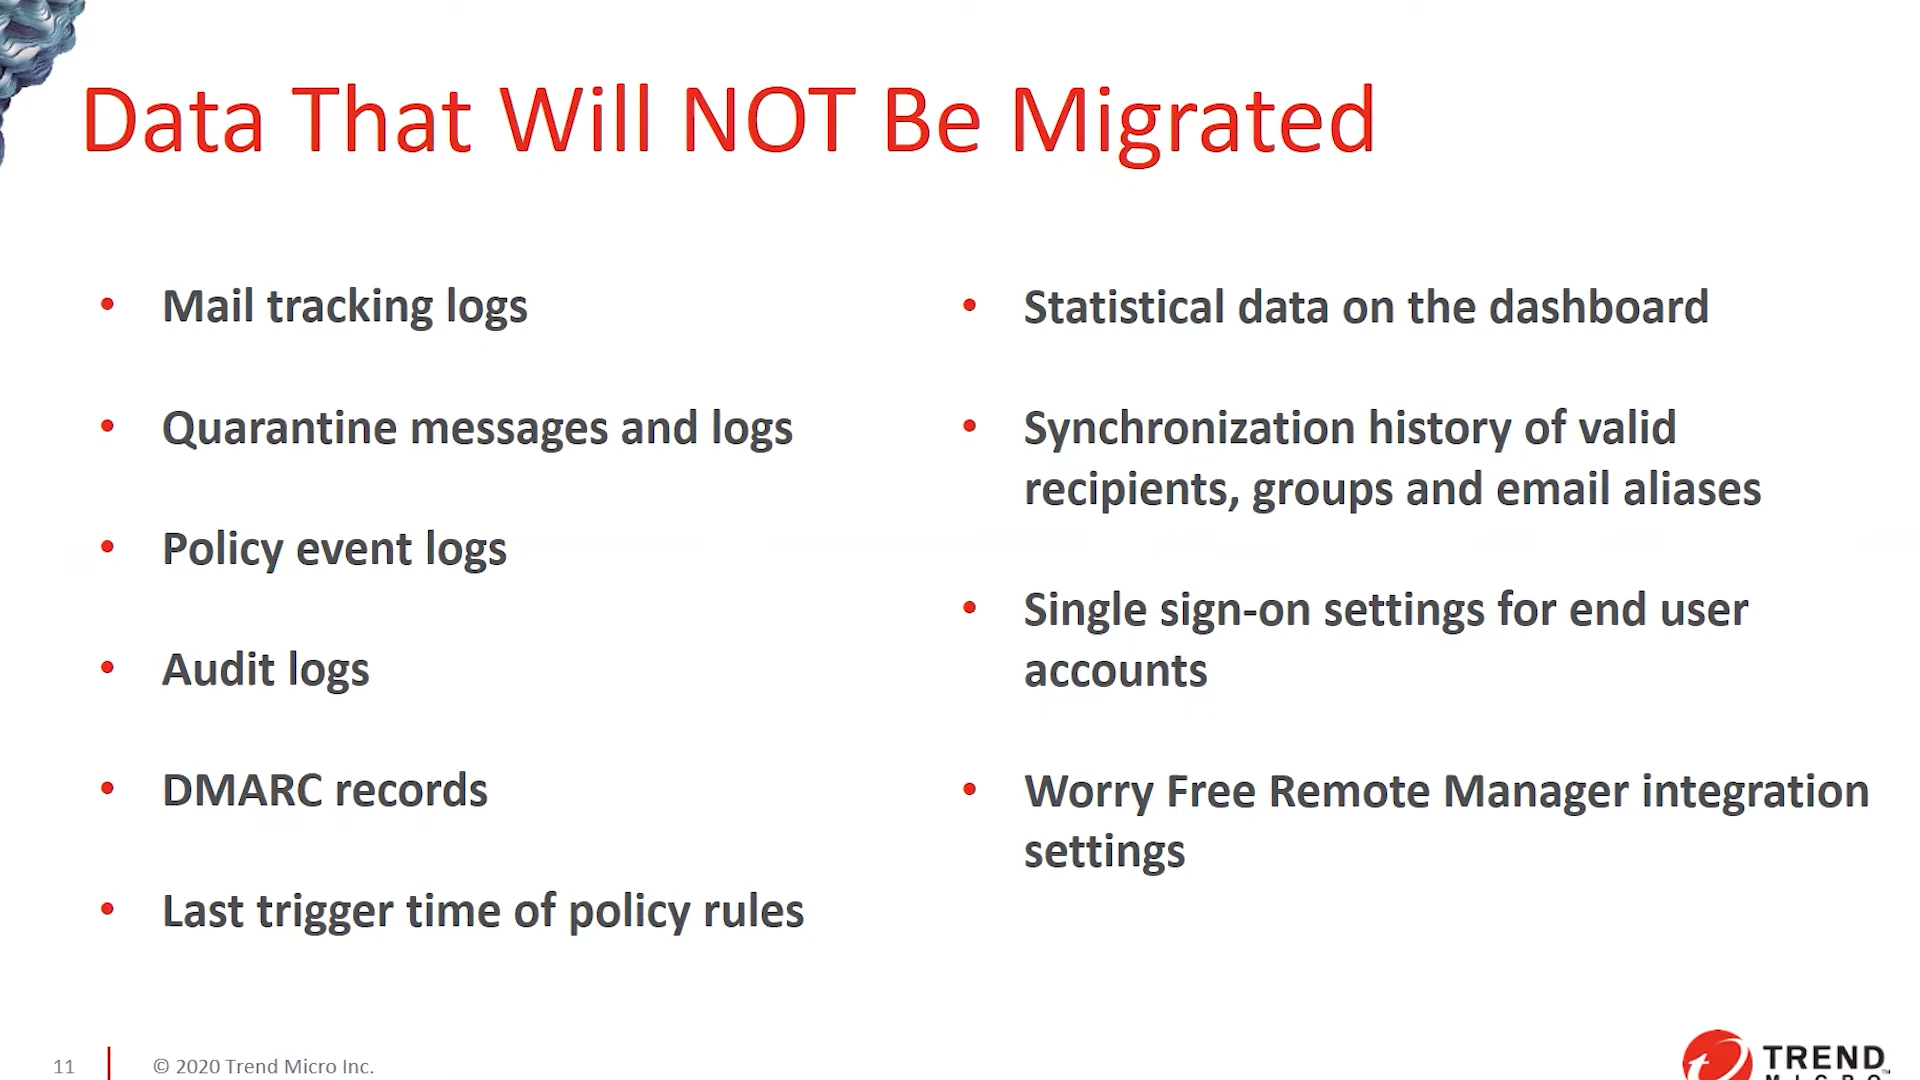 Data That Will NOT Be Migrated
• Mail tracking logs
• Quarantine messages and logs
• Policy event logs
• Audit logs
• DMARC records
• Last trigger time of policy rules
• Statistical data on the dashboard
• Synchronization history of valid
recipients, groups and email aliases
• Single sign-on settings for end user
accounts
• Worry Free Remote Manager integration
settings
11
© 2020 Trend Micro Inc.
TREND
MICRO™